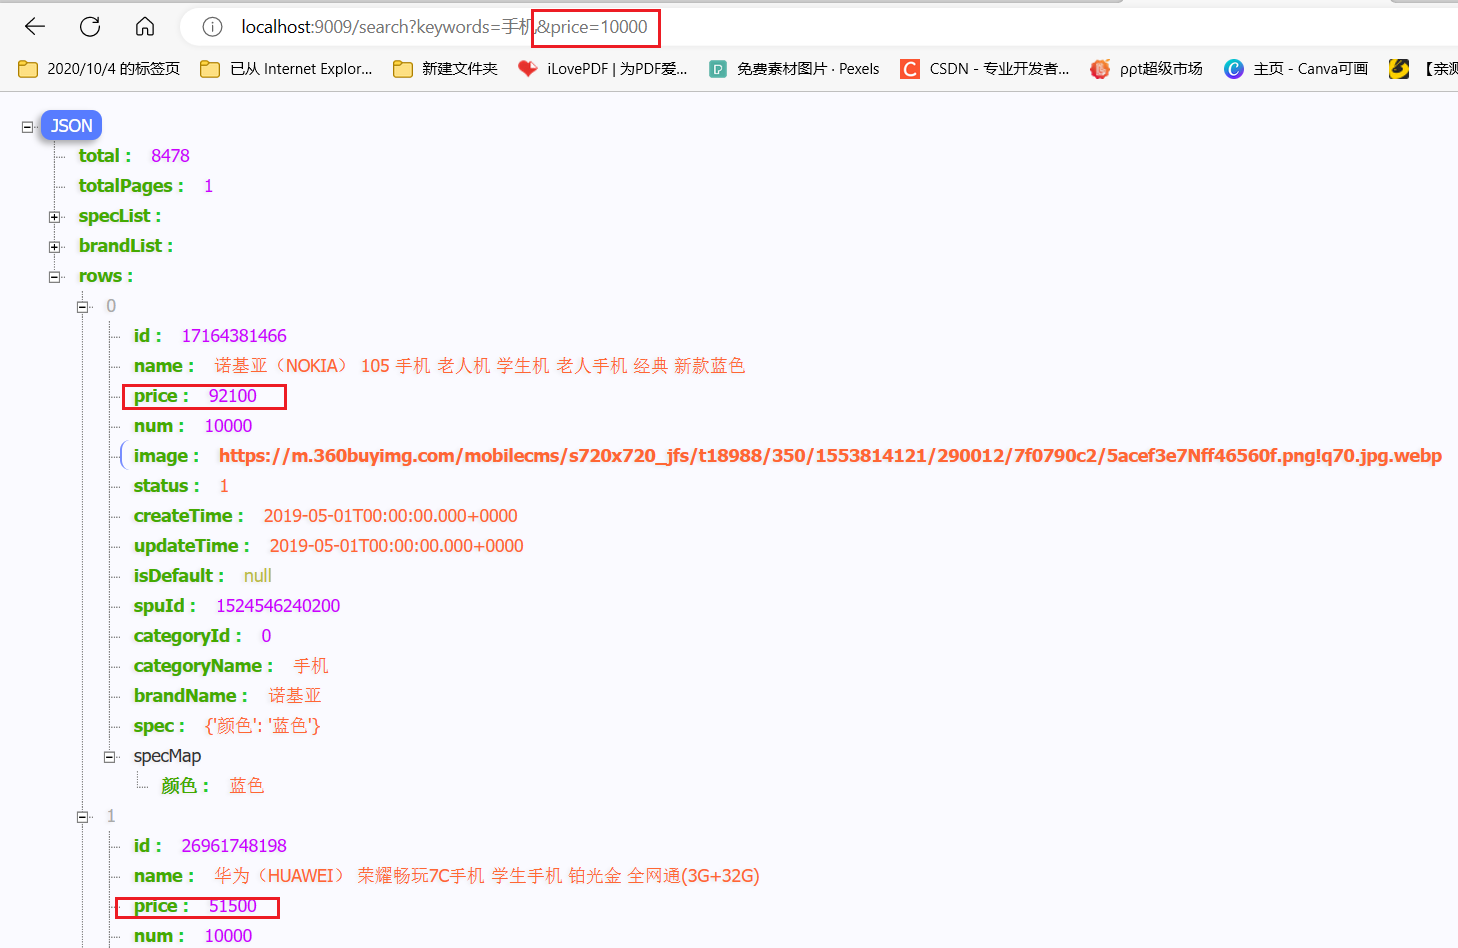 localhost:9009/search?keywords=手机&price=10000
2020/10/4 的标签页 已从 Internet Explor... 新建文件夹 iLovePDF | 为PDF爱... 免费素材图片 · Pexels CSDN - 专业开发者... ppt超级市场 主页 - Canva可画 【亲测
JSON
total : 8478
totalPages : 1
specList :
brandList :
rows :
0
id : 17164381466
name : 诺基亚（NOKIA） 105 手机 老人机 学生机 老人手机 经典 新款蓝色
price : 92100
num : 10000
image : https://m.360buyimg.com/mobilecms/s720x720_jfs/t18988/350/1553814121/290012/7f0790c2/5acef3e7Nff46560f.png!q70.jpg.webp
status : 1
createTime : 2019-05-01T00:00:00.000+0000
updateTime : 2019-05-01T00:00:00.000+0000
isDefault : null
spuId : 1524546240200
categoryId : 0
categoryName : 手机
brandName : 诺基亚
spec : {'颜色': '蓝色'}
specMap
颜色 : 蓝色
1
id : 26961748198
name : 华为（HUAWEI） 荣耀畅玩7C手机 学生手机 铂光金 全网通(3G+32G)
price : 51500
num : 10000